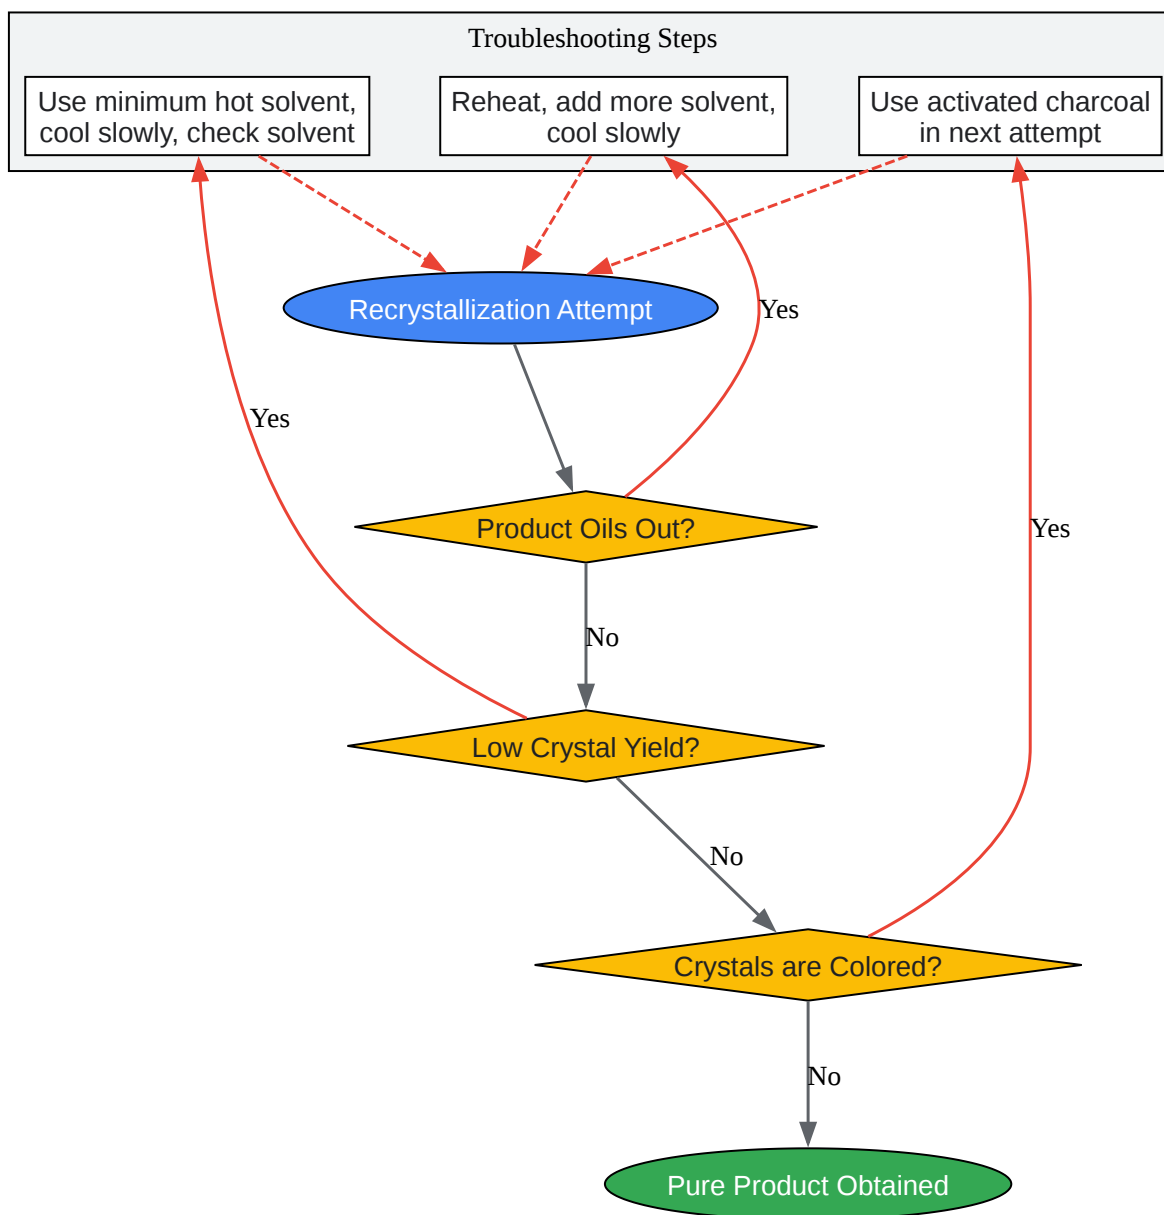 Troubleshooting Steps
Use minimum hot solvent,
cool slowly, check solvent
Reheat, add more solvent,
cool slowly
Use activated charcoal
in next attempt
Recrystallization Attempt
Yes
Yes
Product Oils Out?
Yes
No
Low Crystal Yield?
No
Crystals are Colored?
No
Pure Product Obtained